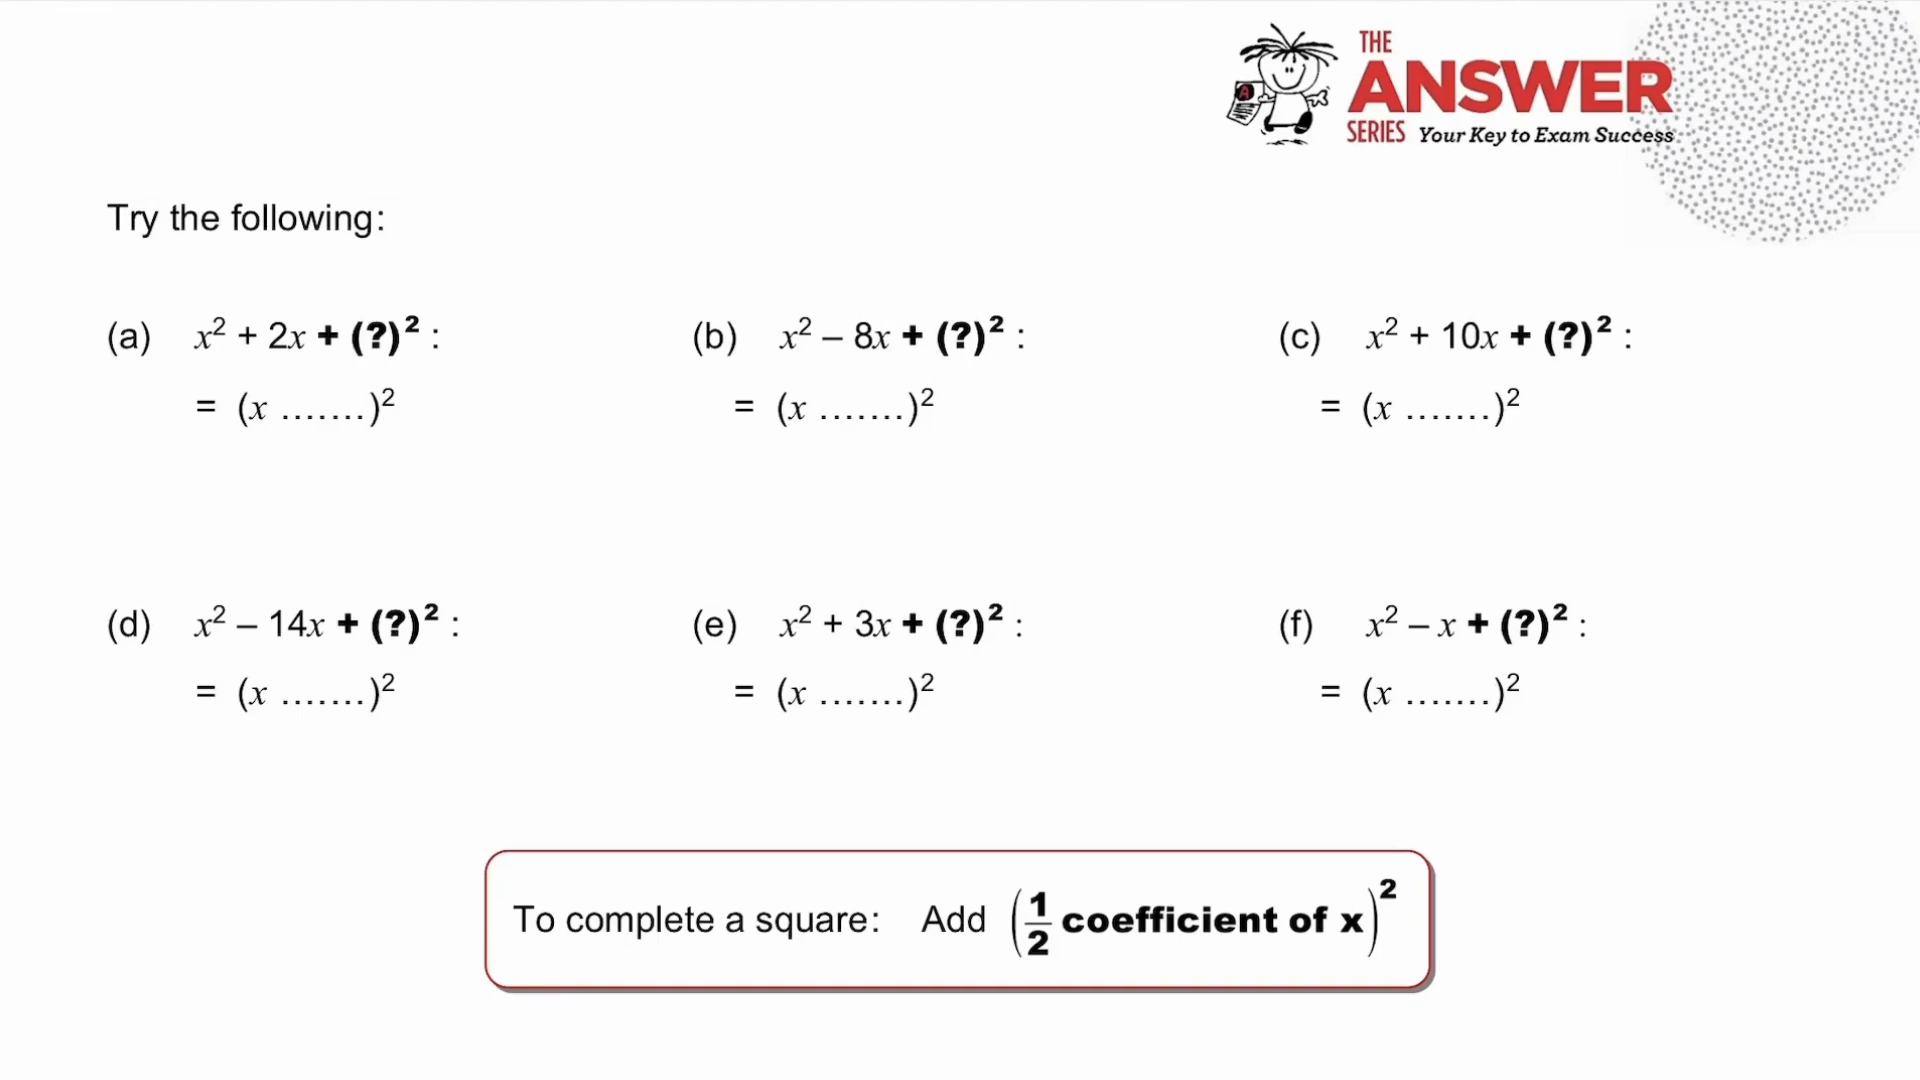 THE
ANSWER
SERIES Your Key to Exam Success
Try the following:
(a) x² + 2x + (?)² :
= (x .......)²
(b) x² – 8x + (?)² :
= (x .......)²
(c) x² + 10x + (?)² :
= (x .......)²
(d) x² – 14x + (?)² :
= (x .......)²
(e) x² + 3x + (?)² :
= (x .......)²
(f) x² – x + (?)² :
= (x .......)²
To complete a square: Add (1/2 coefficient of x)²